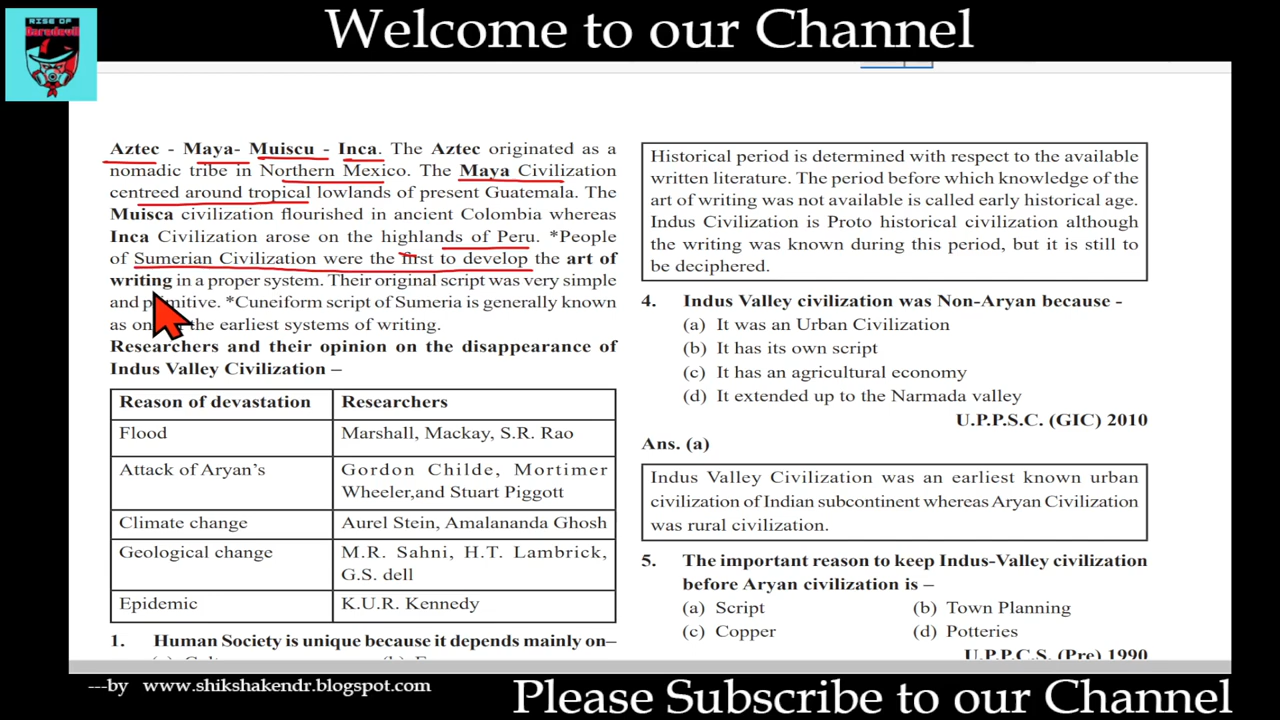 Welcome to our Channel
RISE OF
Daredevil
Aztec - Maya- Muiscu - Inca. The Aztec originated as a
nomadic tribe in Northern Mexico. The Maya Civilization
centreed around tropical lowlands of present Guatemala. The
Muisca civilization flourished in ancient Colombia whereas
Inca Civilization arose on the highlands of Peru. *People
of Sumerian Civilization were the first to develop the art of
writing in a proper system. Their original script was very simple
and primitive. *Cuneiform script of Sumeria is generally known
as on the earliest systems of writing.
Researchers and their opinion on the disappearance of
Indus Valley Civilization –
Reason of devastation Researchers
Flood Marshall, Mackay, S.R. Rao
Attack of Aryan's Gordon Childe, Mortimer
Wheeler,and Stuart Piggott
Climate change Aurel Stein, Amalananda Ghosh
Geological change M.R. Sahni, H.T. Lambrick,
G.S. dell
Epidemic K.U.R. Kennedy
1. Human Society is unique because it depends mainly on–
Historical period is determined with respect to the available
written literature. The period before which knowledge of the
art of writing was not available is called early historical age.
Indus Civilization is Proto historical civilization although
the writing was known during this period, but it is still to
be deciphered.
4. Indus Valley civilization was Non-Aryan because -
(a) It was an Urban Civilization
(b) It has its own script
(c) It has an agricultural economy
(d) It extended up to the Narmada valley
U.P.P.S.C. (GIC) 2010
Ans. (a)
Indus Valley Civilization was an earliest known urban
civilization of Indian subcontinent whereas Aryan Civilization
was rural civilization.
5. The important reason to keep Indus-Valley civilization
before Aryan civilization is –
(a) Script (b) Town Planning
(c) Copper (d) Potteries
U.P.P.C.S. (Pre) 1990
---by www.shikshakendr.blogspot.com
Please Subscribe to our Channel